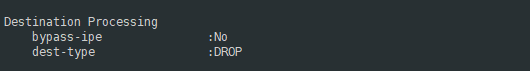 Destination Processing
    bypass-ipe             :No
    dest-type              :DROP